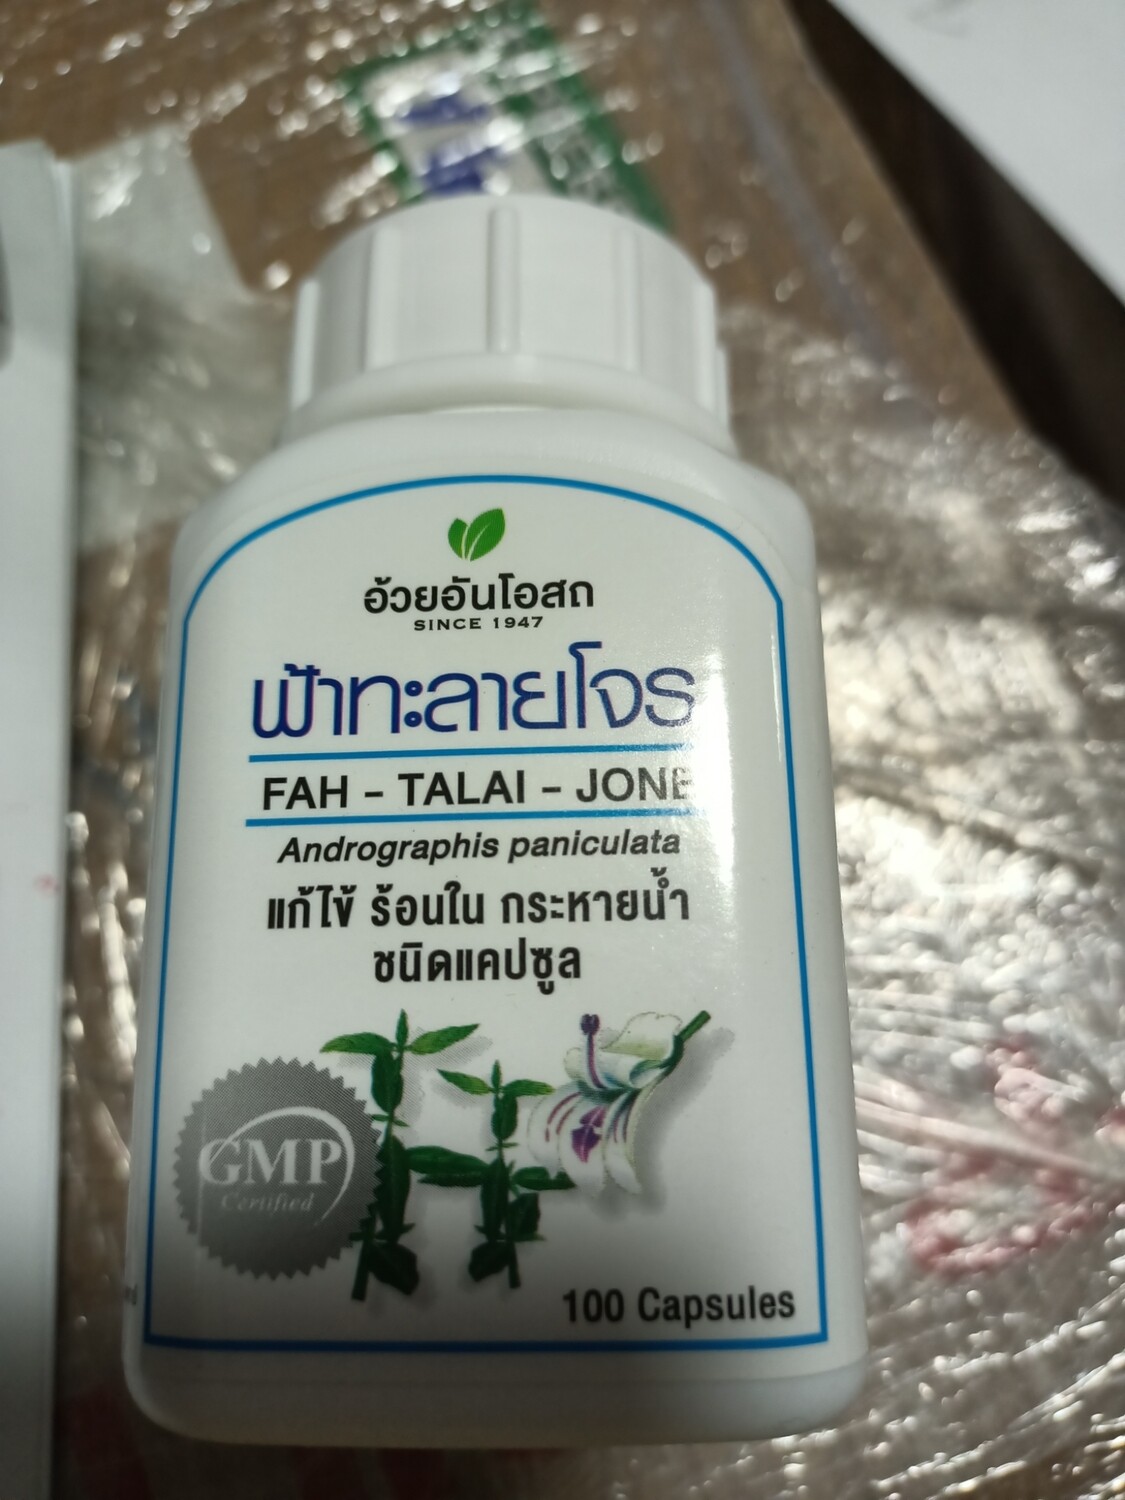 อ้วยอันโอสถ
SINCE 1947
ฟ้าทะลายโจร
FAH - TALAI - JONE
Andrographis paniculata
แก้ไข้ ร้อนใน กระหายน้ำ
ชนิดแคปซูล
GMP
Certified
100 Capsules